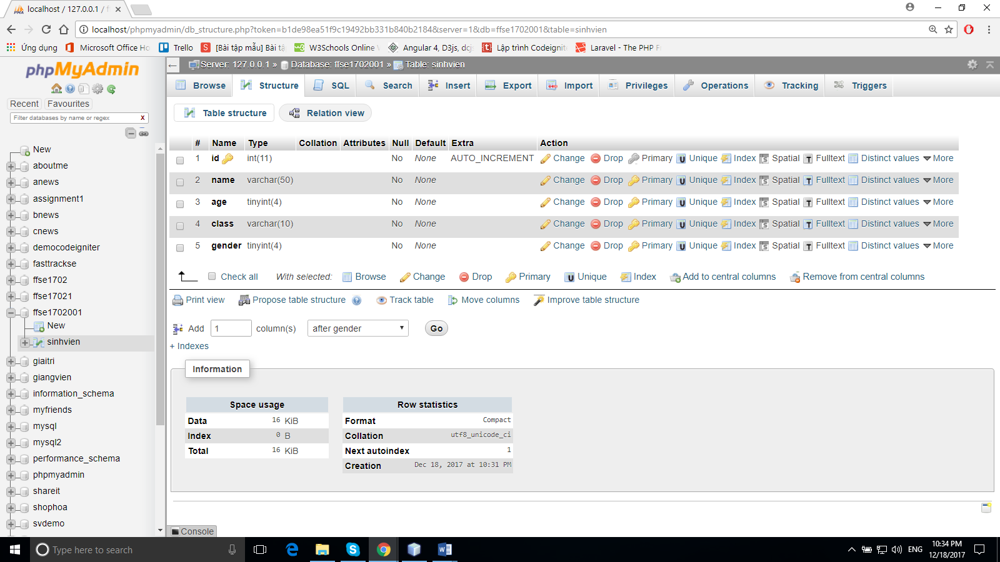 localhost / 127.0.0.1 / f
localhost/phpmyadmin/db_structure.php?token=b1de98ea51f9c19492bb331b840b2184&server=1&db=ffse1702001&table=sinhvien
Ứng dụng Microsoft Office Ho Trello [Bài tập mẫu] Bài tậ W3Schools Online Angular 4, D3js, dcjs Lập trình Codeignite Laravel - The PHP F
phpMyAdmin
Recent Favourites
Filter databases by name or regex X
New
aboutme
anews
assignment1
bnews
cnews
democodeigniter
fasttrackse
ffse1702
ffse17021
ffse1702001
New
sinhvien
giaitri
giangvien
information_schema
myfriends
mysql
mysql2
performance_schema
phpmyadmin
shareit
shophoa
svdemo
Server: 127.0.0.1 » Database: ffse1702001 » Table: sinhvien
Browse Structure SQL Search Insert Export Import Privileges Operations Tracking Triggers
Table structure Relation view
# Name Type Collation Attributes Null Default Extra Action
1 id int(11) No None AUTO_INCREMENT Change Drop Primary Unique Index Spatial Fulltext Distinct values More
2 name varchar(50) No None Change Drop Primary Unique Index Spatial Fulltext Distinct values More
3 age tinyint(4) No None Change Drop Primary Unique Index Spatial Fulltext Distinct values More
4 class varchar(10) No None Change Drop Primary Unique Index Spatial Fulltext Distinct values More
5 gender tinyint(4) No None Change Drop Primary Unique Index Spatial Fulltext Distinct values More
Check all With selected: Browse Change Drop Primary Unique Index Add to central columns Remove from central columns
Print view Propose table structure Track table Move columns Improve table structure
Add 1 column(s) after gender Go
+ Indexes
Information
Space usage
Data 16 KiB
Index 0 B
Total 16 KiB
Row statistics
Format Compact
Collation utf8_unicode_ci
Next autoindex 1
Creation Dec 18, 2017 at 10:31 PM
Console
Type here to search
ENG
10:34 PM
12/18/2017